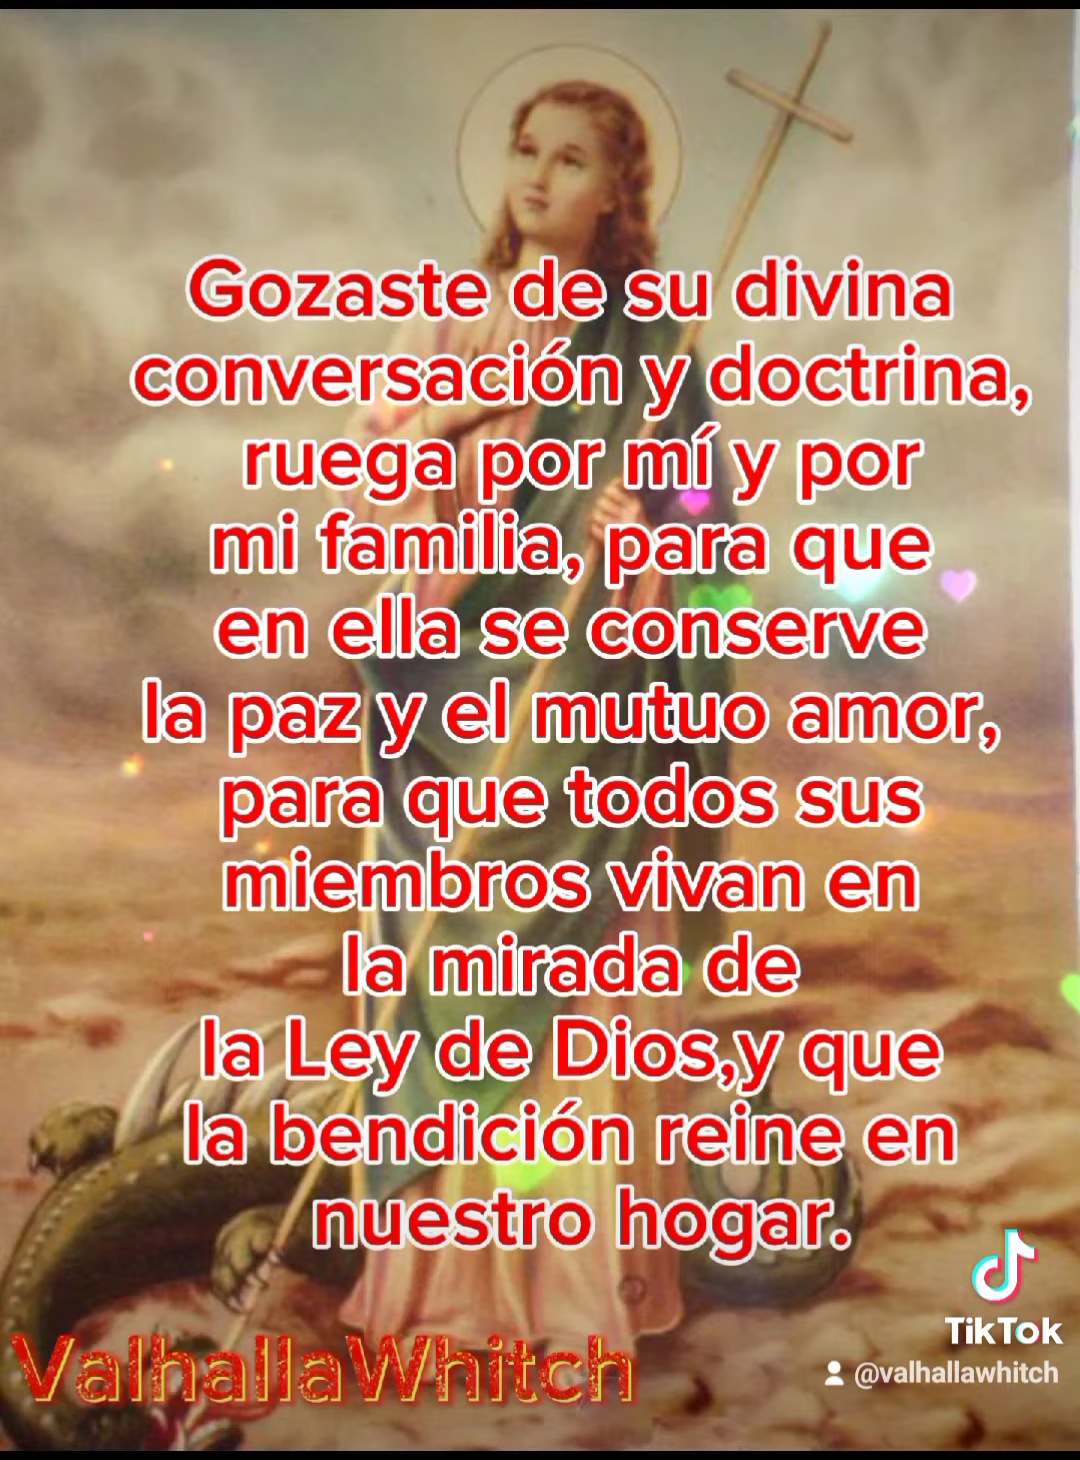 Gozaste de su divina
conversación y doctrina,
ruega por mí y por
mi familia, para que
en ella se conserve
la paz y el mutuo amor,
para que todos sus
miembros vivan en
la mirada de
la Ley de Dios,y que
la bendición reine en
nuestro hogar.
TikTok
ValhallaWhitch
@valhallawhitch